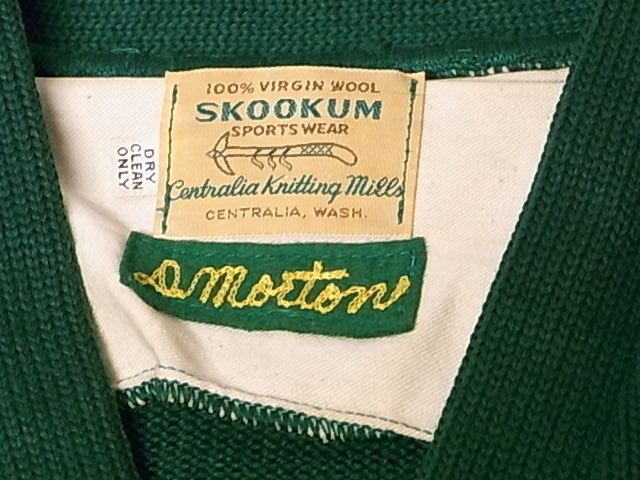 100% VIRGIN WOOL
SKOOKUM
SPORTSWEAR
Centralia Knitting Mills
CENTRALIA, WASH.
DRY
CLEAN
ONLY
D Morton